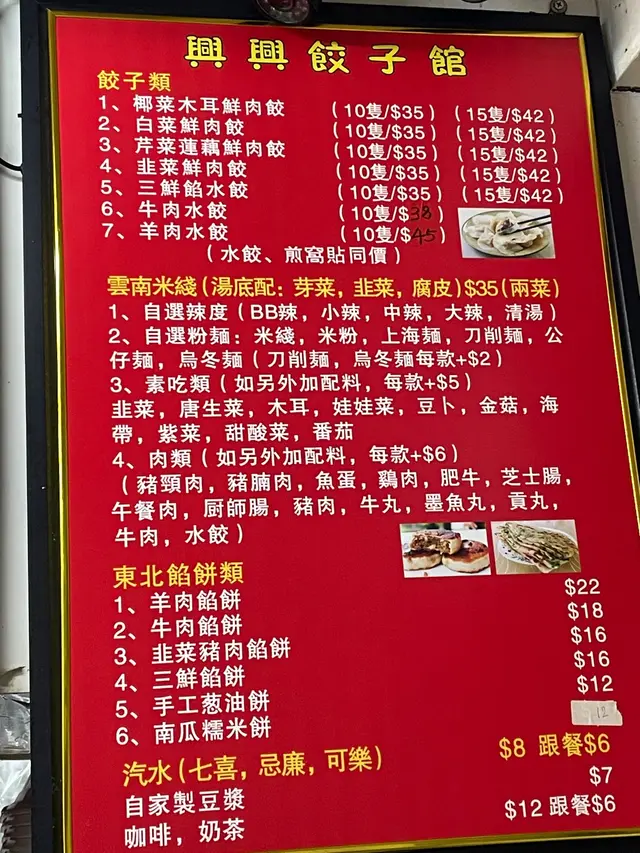 興興餃子館
餃子類
1、椰菜木耳鮮肉餃 (10隻/$35) (15隻/$42)
2、白菜鮮肉餃 (10隻/$35) (15隻/$42)
3、芹菜蓮藕鮮肉餃 (10隻/$35) (15隻/$42)
4、韭菜鮮肉餃 (10隻/$35) (15隻/$42)
5、三鮮餡水餃 (10隻/$35) (15隻/$42)
6、牛肉水餃 (10隻/$38)
7、羊肉水餃 (10隻/$45)
(水餃、煎窩貼同價)
雲南米綫(湯底配：芽菜，韭菜，腐皮)$35(兩菜)
1、自選辣度(BB辣，小辣，中辣，大辣，清湯)
2、自選粉麵：米綫，米粉，上海麵，刀削麵，公
仔麵，烏冬麵(刀削麵，烏冬麵每款+$2)
3、素吃類(如另外加配料，每款+$5)
韭菜，唐生菜，木耳，娃娃菜，豆卜，金菇，海
帶，紫菜，甜酸菜，番茄
4、肉類(如另外加配料，每款+$6)
(豬頸肉，豬腩肉，魚蛋，鷄肉，肥牛，芝士腸，
午餐肉，厨師腸，豬肉，牛丸，墨魚丸，貢丸，
牛肉，水餃)
東北餡餅類
1、羊肉餡餅 $22
2、牛肉餡餅 $18
3、韭菜豬肉餡餅 $16
4、三鮮餡餅 $16
5、手工葱油餅 $12
6、南瓜糯米餅 12
汽水(七喜，忌廉，可樂) $8 跟餐$6
自家製豆漿 $7
咖啡，奶茶 $12 跟餐$6